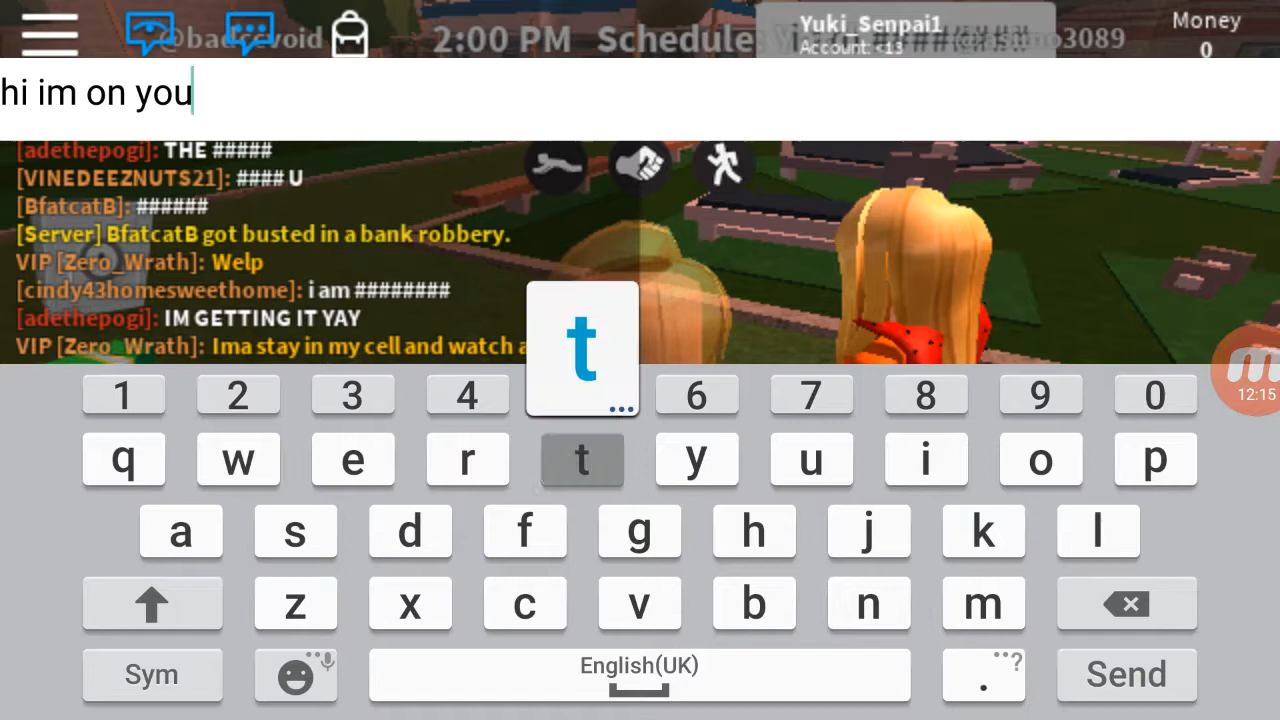 2:00 PM Schedule:
Yuki_Senpai1
Account: <13
Money
0
hi im on you
[adethepogi]: THE #####
[VINEDEEZNUTS21]: #### U
[BfatcatB]: ######
[Server] BfatcatB got busted in a bank robbery.
VIP [Zero_Wrath]: Welp
[cindy43homesweethome]: i am ########
[adethepogi]: IM GETTING IT YAY
VIP [Zero_Wrath]: Ima stay in my cell and watch
t
12:15
1 2 3 4 6 7 8 9 0
q w e r t y u i o p
a s d f g h j k l
z x c v b n m
Sym
English(UK)
. ?
Send